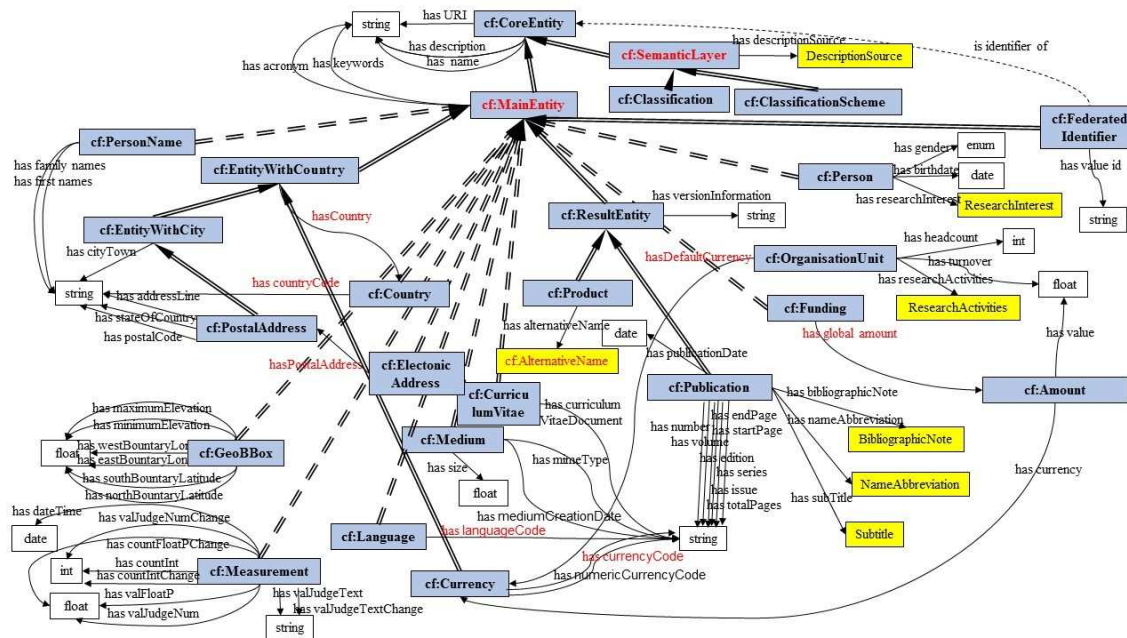 has URI
cf:CoreEntity
string
has description
has name
has acronym
has keywords
is identifier of
cf:SemanticLayer
has descriptionSource
DescriptionSource
cf:Classification
cf:ClassificationScheme
cf:MainEntity
cf:Federated
Identifier
cf:PersonName
has family names
has first names
cf:EntityWithCountry
has gender
enum
cf:Person
has birthdate
date
has researchInterest
ResearchInterest
has value id
string
has versionInformation
string
hasCountry
cf:ResultEntity
cf:EntityWithCity
has cityTown
hasDefaultCurrency
cf:OrganisationUnit
has headcount
int
has turnover
has researchActivities
float
ResearchActivities
has countryCode
string
has addressLine
cf:Country
cf:Product
cf:Funding
has stateOfCountry
has postalCode
cf:PostalAddress
has alternativeName
date
has global amount
has value
has publicationDate
cf:AlternativeName
hasPostalAddress
cf:Electonic
Address
cf:Curricu
lumVitae
cf:Publication
cf:Amount
has bibliographicNote
has maximumElevation
has minimumElevation
has curriculum
VitaeDocument
has endPage
has number
has startPage
has nameAbbreviation
has volume
has edition
has series
has issue
has totalPages
BibliographicNote
has westBoundaryLon
float
has eastBoundaryLon
cf:GeoBBox
has southBoundaryLatitude
has northBoundaryLatitude
cf:Medium
has size
has mimeType
float
has currency
NameAbbreviation
has subTitle
has mediumCreationDate
has dateTime
has valJudgeNumChange
date
cf:Language
has languageCode
string
Subtitle
has countFloatPChange
has currencyCode
int
has countInt
has countIntChange
cf:Measurement
cf:Currency
has numericCurrencyCode
has valFloatP
float
has valJudgeNum
has valJudgeText
has valJudgeTextChange
string